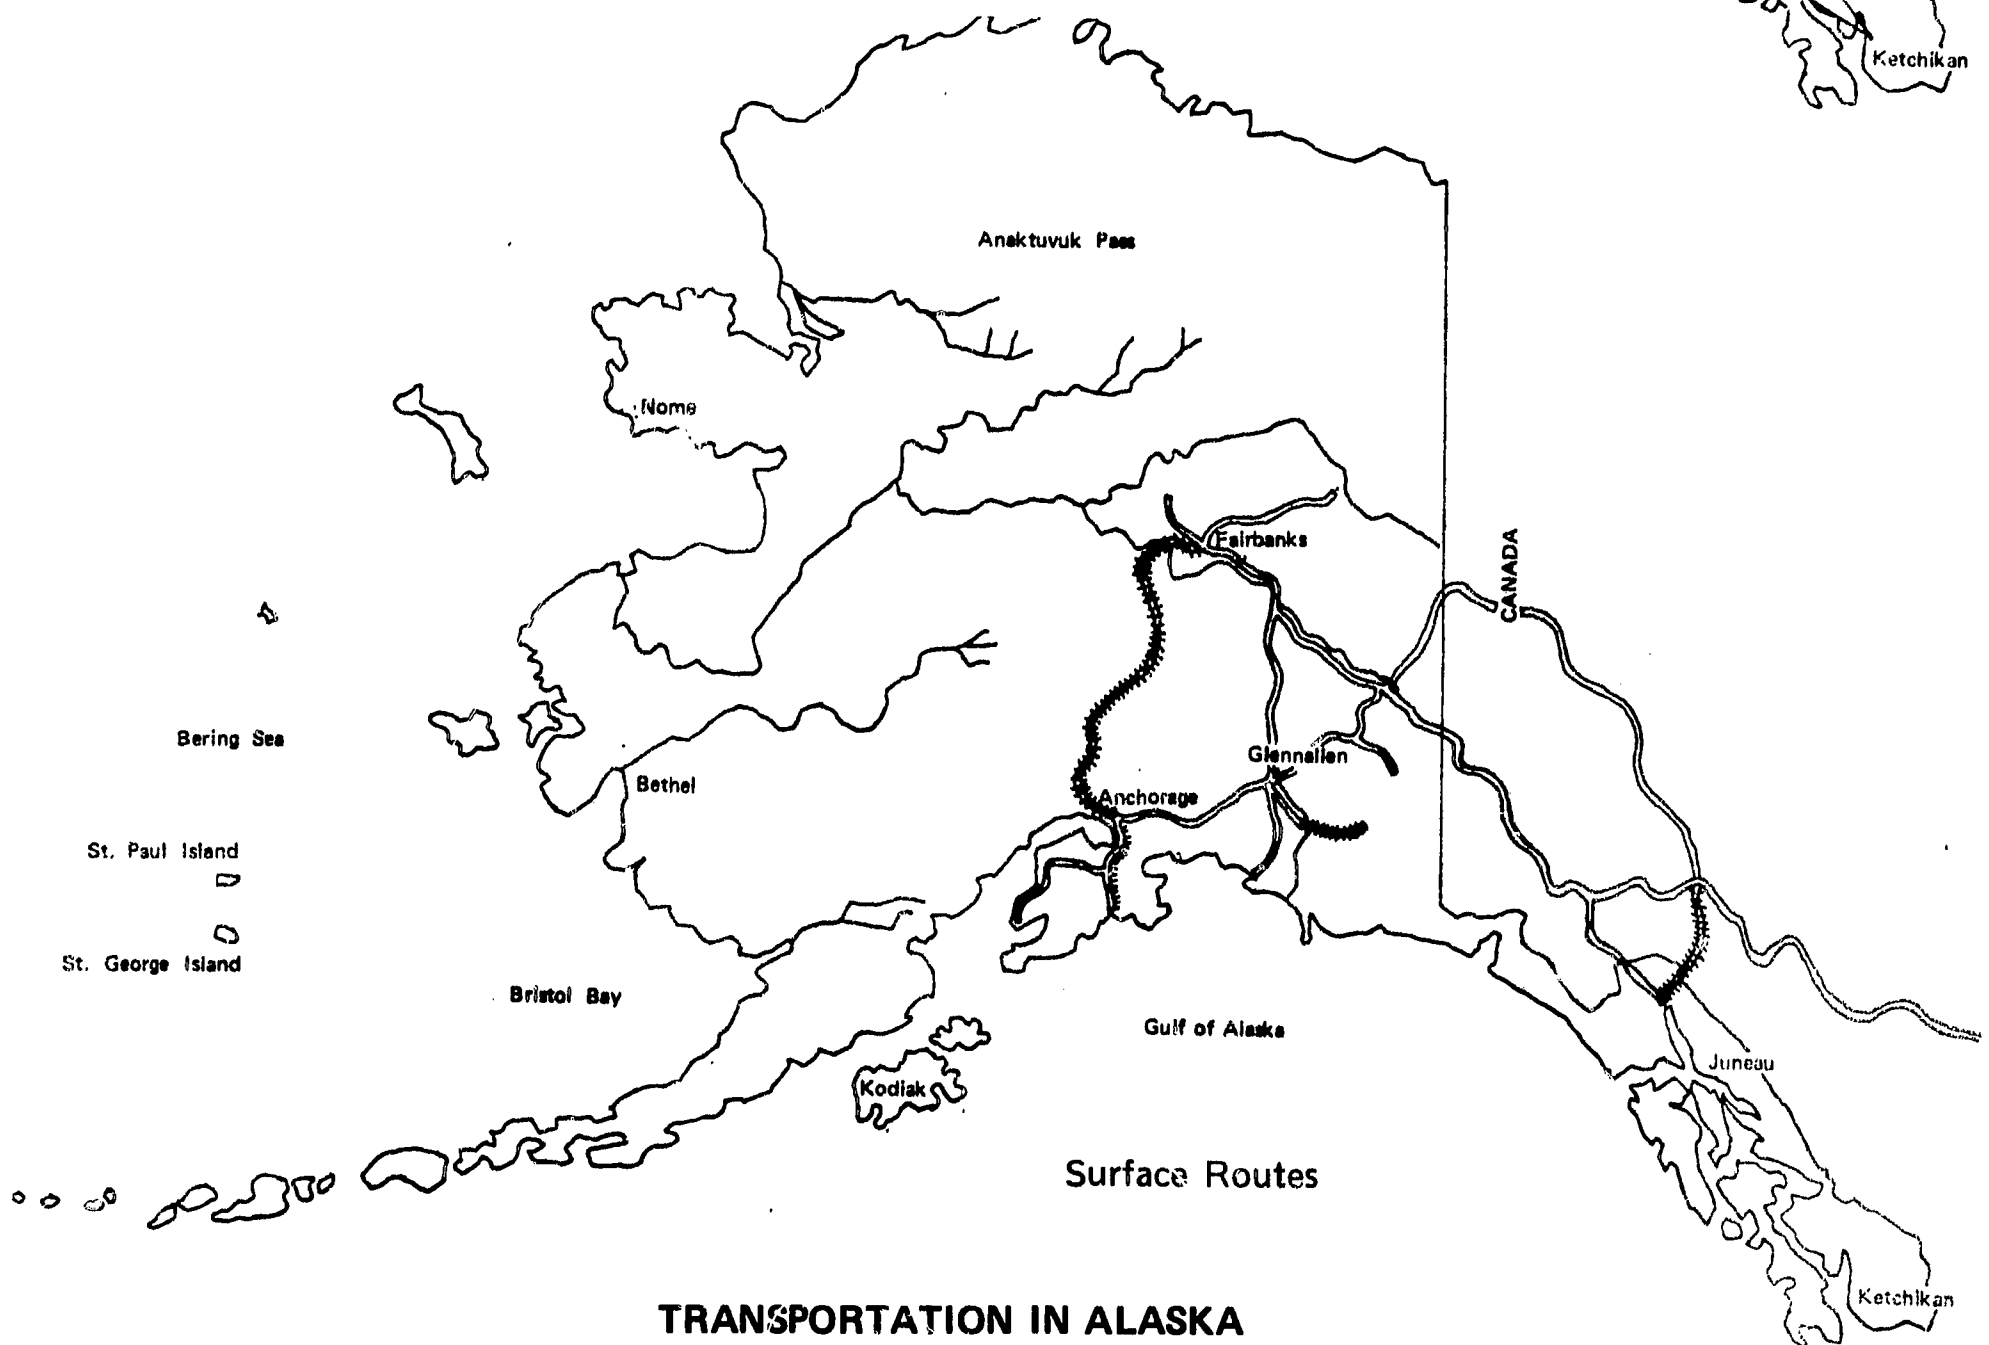 Ketchikan
Anaktuvuk Pass
Nome
Fairbanks
CANADA
Bering Sea
Glennallen
Bethel
Anchorage
St. Paul Island
St. George Island
Bristol Bay
Gulf of Alaska
Juneau
Kodiak
Surface Routes
Ketchikan
TRANSPORTATION IN ALASKA